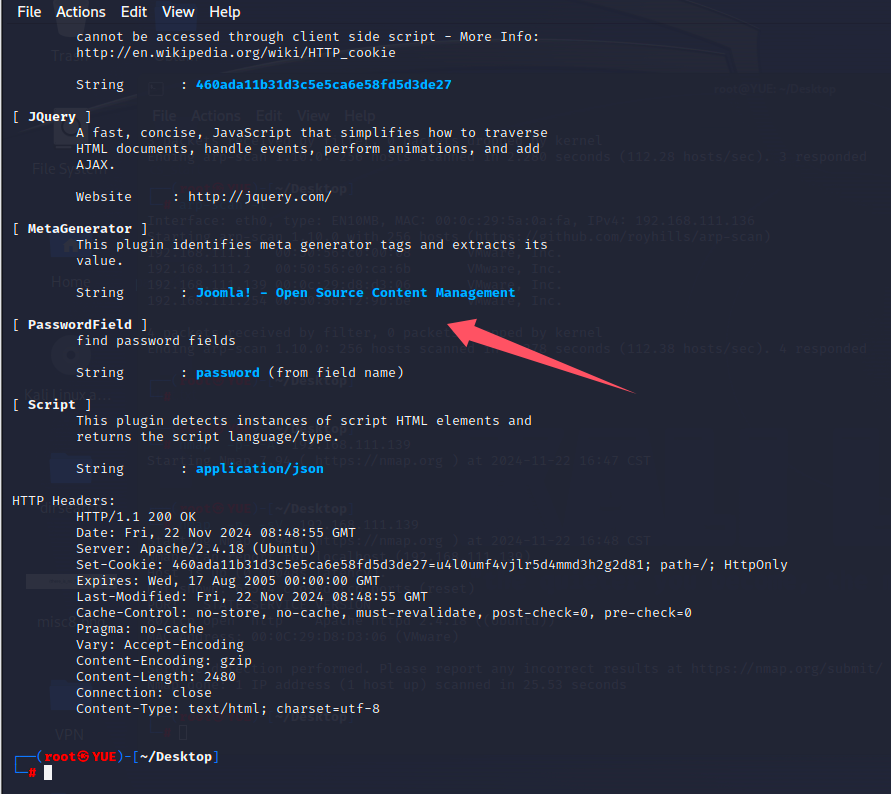 File Actions Edit View Help
cannot be accessed through client side script - More Info:
http://en.wikipedia.org/wiki/HTTP_cookie
String : 460ada11b31d3c5e5ca6e58fd5d3de27
[ JQuery ]
A fast, concise, JavaScript that simplifies how to traverse
HTML documents, handle events, perform animations, and add
AJAX.
Website : http://jquery.com/
[ MetaGenerator ]
This plugin identifies meta generator tags and extracts its
value.
String : Joomla! - Open Source Content Management
[ PasswordField ]
find password fields
String : password (from field name)
[ Script ]
This plugin detects instances of script HTML elements and
returns the script language/type.
String : application/json
HTTP Headers:
HTTP/1.1 200 OK
Date: Fri, 22 Nov 2024 08:48:55 GMT
Server: Apache/2.4.18 (Ubuntu)
Set-Cookie: 460ada11b31d3c5e5ca6e58fd5d3de27=u4l0umf4vjlr5d4mmd3h2g2d81; path=/; HttpOnly
Expires: Wed, 17 Aug 2005 00:00:00 GMT
Last-Modified: Fri, 22 Nov 2024 08:48:55 GMT
Cache-Control: no-store, no-cache, must-revalidate, post-check=0, pre-check=0
Pragma: no-cache
Vary: Accept-Encoding
Content-Encoding: gzip
Content-Length: 2480
Connection: close
Content-Type: text/html; charset=utf-8
┌──(root㉿YUE)-[~/Desktop]
└─#